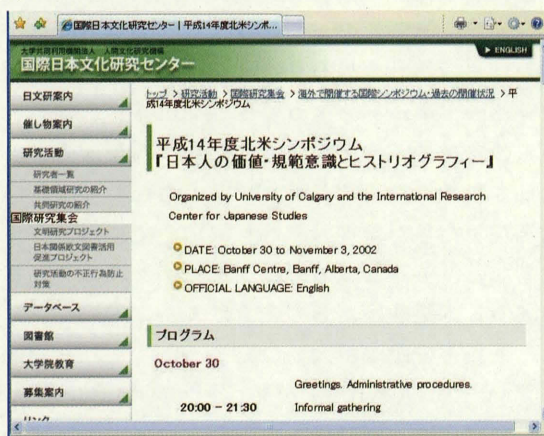 国際日本文化研究センター | 平成14年度北米シンポ...
大学共同利用機関法人 人間文化研究機構
国際日本文化研究センター
ENGLISH
日文研案内
催し物案内
研究活動
研究者一覧
基礎領域研究の紹介
共同研究の紹介
国際研究集会
文明研究プロジェクト
日本関係欧文図書活用
促進プロジェクト
研究活動の不正行為防止
対策
データベース
図書館
大学院教育
募集案内
リンク
トップ > 研究活動 > 国際研究集会 > 海外で開催する国際シンポジウム・過去の開催状況 > 平
成14年度北米シンポジウム
平成14年度北米シンポジウム
『日本人の価値・規範意識とヒストリオグラフィー』
Organized by University of Calgary and the International Research
Center for Japanese Studies
DATE: October 30 to November 3, 2002
PLACE: Banff Centre, Banff, Alberta, Canada
OFFICIAL LANGUAGE: English
プログラム
October 30
Greetings. Administrative procedures.
20:00 - 21:30 Informal gathering